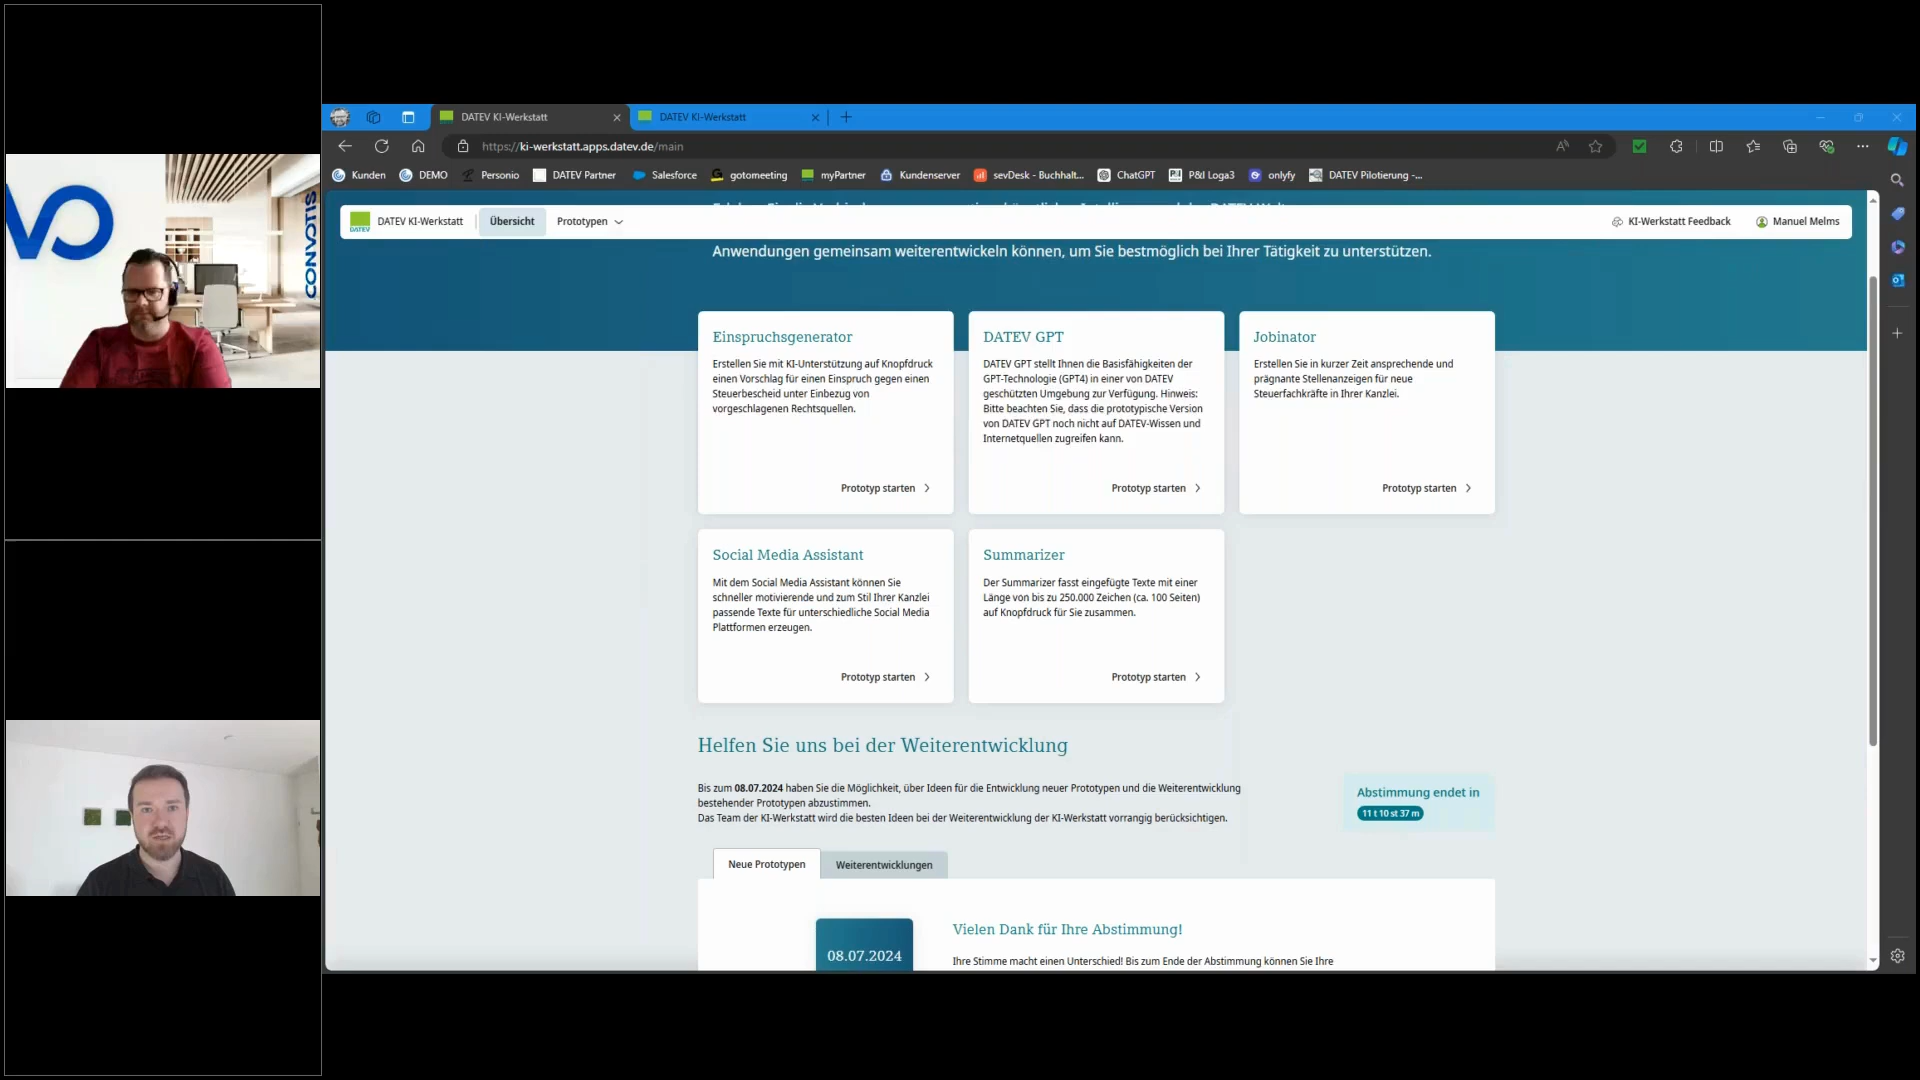 CONVOTIS
DATEV KI-Werkstatt
DATEV KI-Werkstatt
https://ki-werkstatt.apps.datev.de/main
Kunden
DEMO
Personio
DATEV Partner
Salesforce
gotomeeting
myPartner
Kundenserver
sevDesk - Buchhalt...
ChatGPT
P&I Loga3
onlyfy
DATEV Pilotierung -...
DATEV
DATEV KI-Werkstatt
Übersicht
Prototypen
KI-Werkstatt Feedback
Manuel Melms
Anwendungen gemeinsam weiterentwickeln können, um Sie bestmöglich bei Ihrer Tätigkeit zu unterstützen.
Einspruchsgenerator
Erstellen Sie mit KI-Unterstützung auf Knopfdruck
einen Vorschlag für einen Einspruch gegen einen
Steuerbescheid unter Einbezug von
vorgeschlagenen Rechtsquellen.
Prototyp starten
DATEV GPT
DATEV GPT stellt Ihnen die Basisfähigkeiten der
GPT-Technologie (GPT4) in einer von DATEV
geschützten Umgebung zur Verfügung. Hinweis:
Bitte beachten Sie, dass die prototypische Version
von DATEV GPT noch nicht auf DATEV-Wissen und
Internetquellen zugreifen kann.
Prototyp starten
Jobinator
Erstellen Sie in kurzer Zeit ansprechende und
prägnante Stellenanzeigen für neue
Steuerfachkräfte in Ihrer Kanzlei.
Prototyp starten
Social Media Assistant
Mit dem Social Media Assistant können Sie
schneller motivierende und zum Stil Ihrer Kanzlei
passende Texte für unterschiedliche Social Media
Plattformen erzeugen.
Prototyp starten
Summarizer
Der Summarizer fasst eingefügte Texte mit einer
Länge von bis zu 250.000 Zeichen (ca. 100 Seiten)
auf Knopfdruck für Sie zusammen.
Prototyp starten
Helfen Sie uns bei der Weiterentwicklung
Bis zum 08.07.2024 haben Sie die Möglichkeit, über Ideen für die Entwicklung neuer Prototypen und die Weiterentwicklung
bestehender Prototypen abzustimmen.
Das Team der KI-Werkstatt wird die besten Ideen bei der Weiterentwicklung der KI-Werkstatt vorrangig berücksichtigen.
Abstimmung endet in
11 t 10 st 37 m
Neue Prototypen
Weiterentwicklungen
08.07.2024
Vielen Dank für Ihre Abstimmung!
Ihre Stimme macht einen Unterschied! Bis zum Ende der Abstimmung können Sie Ihre